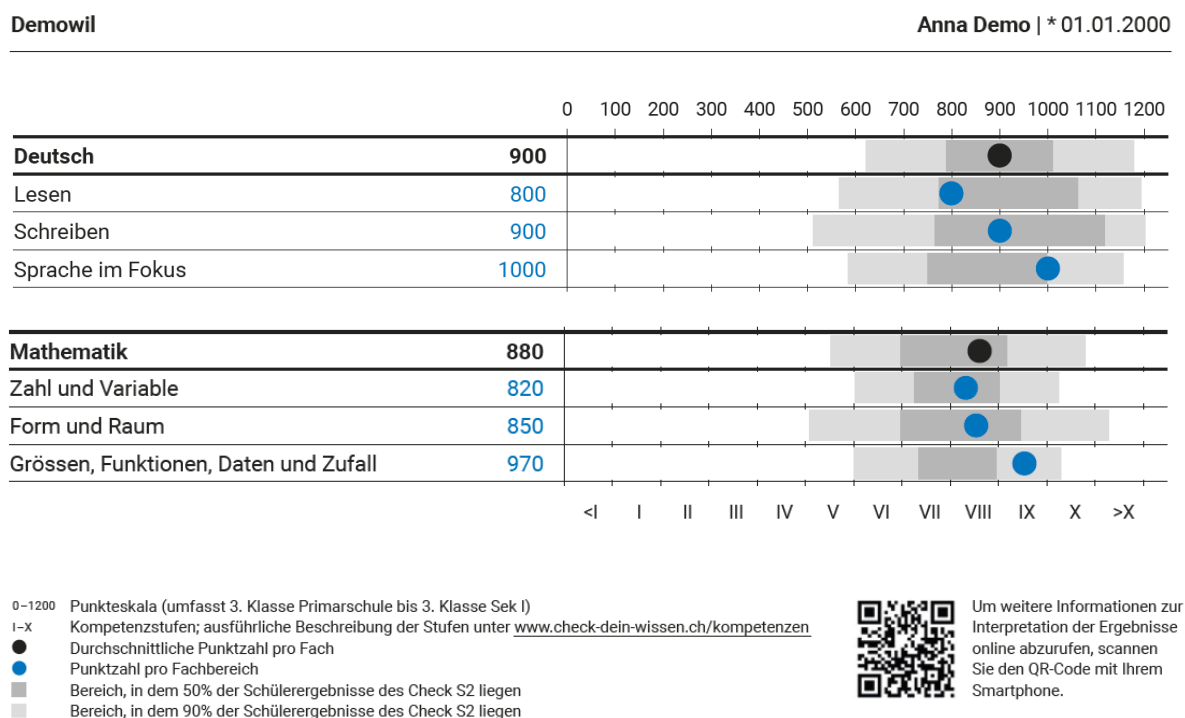 Demowil Anna Demo | * 01.01.2000
0 100 200 300 400 500 600 700 800 900 1000 1100 1200
Deutsch 900
Lesen 800
Schreiben 900
Sprache im Fokus 1000
Mathematik 880
Zahl und Variable 820
Form und Raum 850
Grössen, Funktionen, Daten und Zufall 970
<I I II III IV V VI VII VIII IX X >X
0–1200 Punkteskala (umfasst 3. Klasse Primarschule bis 3. Klasse Sek I)
I–X Kompetenzstufen; ausführliche Beschreibung der Stufen unter www.check-dein-wissen.ch/kompetenzen
Durchschnittliche Punktzahl pro Fach
Punktzahl pro Fachbereich
Bereich, in dem 50% der Schülerergebnisse des Check S2 liegen
Bereich, in dem 90% der Schülerergebnisse des Check S2 liegen
Um weitere Informationen zur
Interpretation der Ergebnisse
online abzurufen, scannen
Sie den QR-Code mit Ihrem
Smartphone.